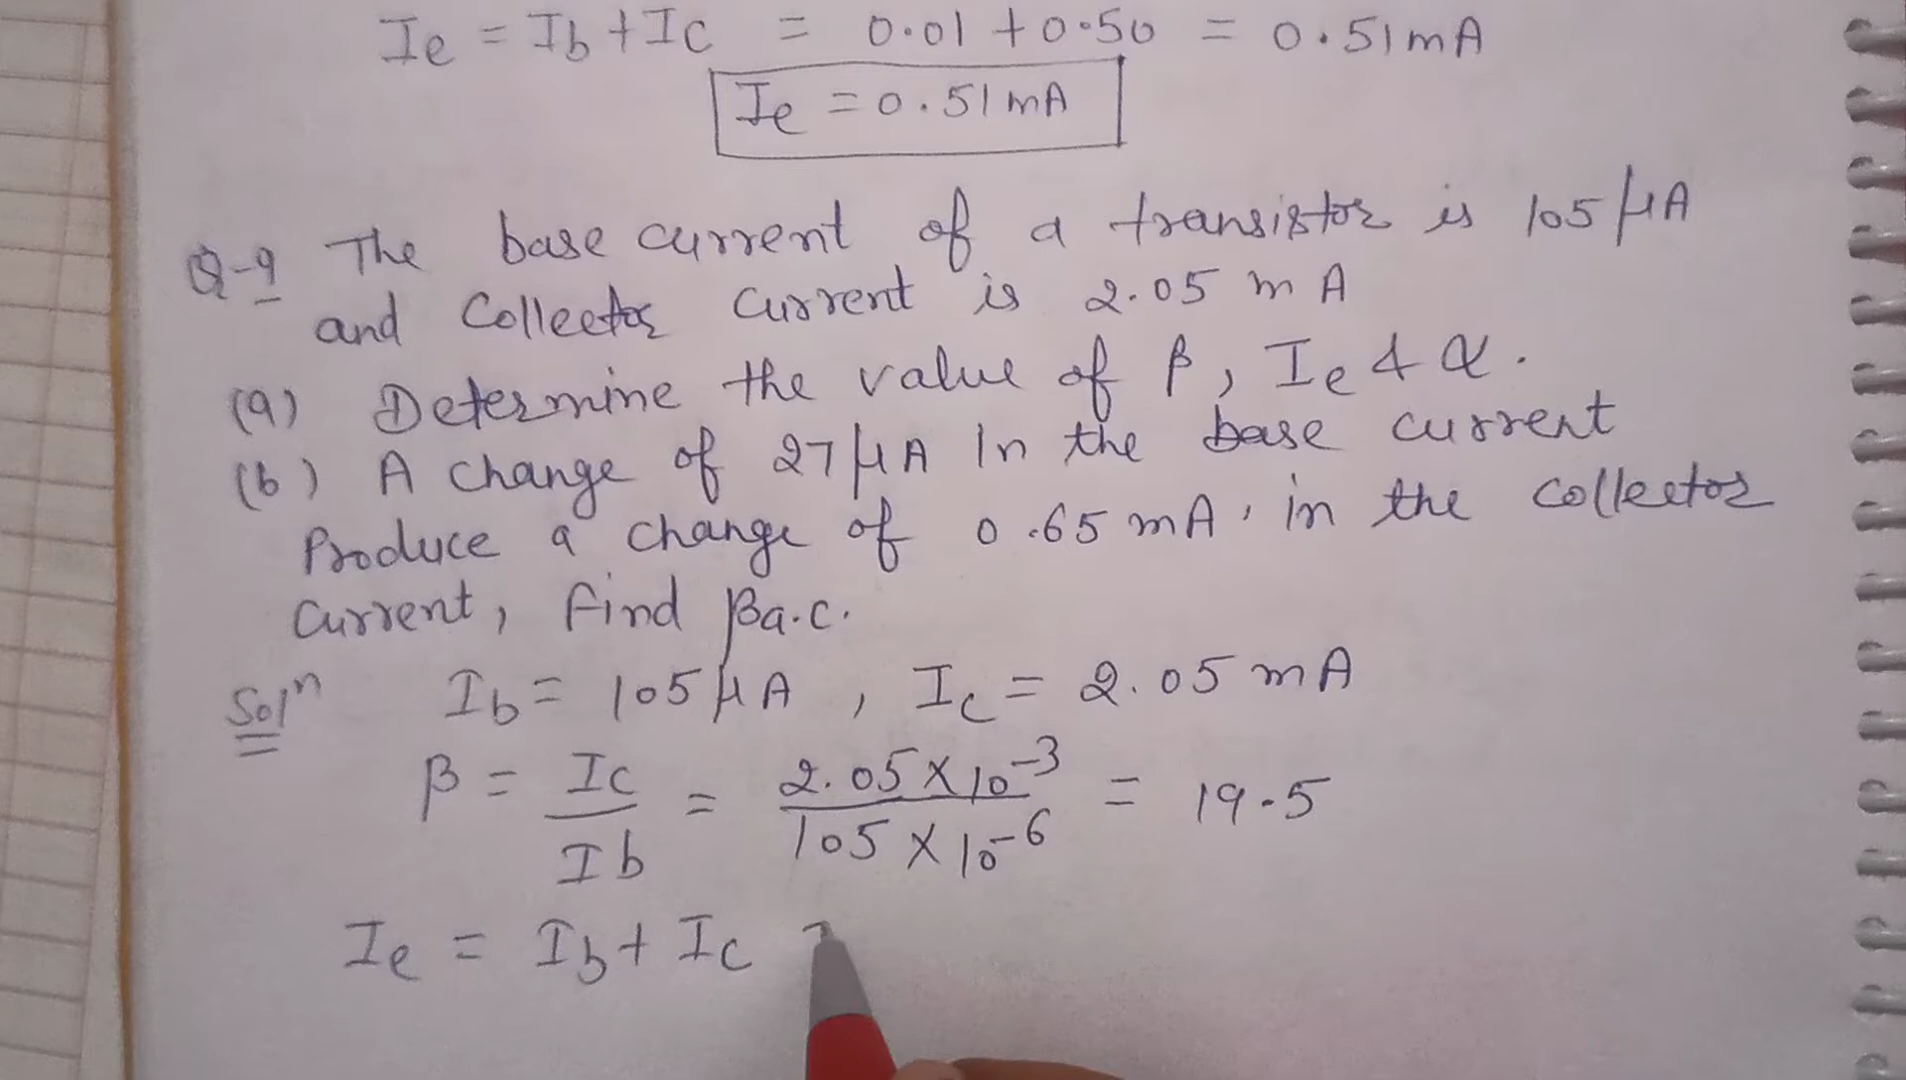 Ie = Ib + Ic = 0.01 + 0.50 = 0.51 mA
Ie = 0.51 mA
Q-9 The base current of a transistor is 105 μA
and Collector Current is 2.05 mA
(a) Determine the value of β, Ie & α.
(b) A change of 27 μA in the base current
Produce a change of 0.65 mA. in the collector
Current, find βa.c.
Solⁿ Ib = 105 μA , Ic = 2.05 mA
β = Ic/Ib = 2.05 × 10⁻³/105 × 10⁻⁶ = 19.5
Ie = Ib + Ic